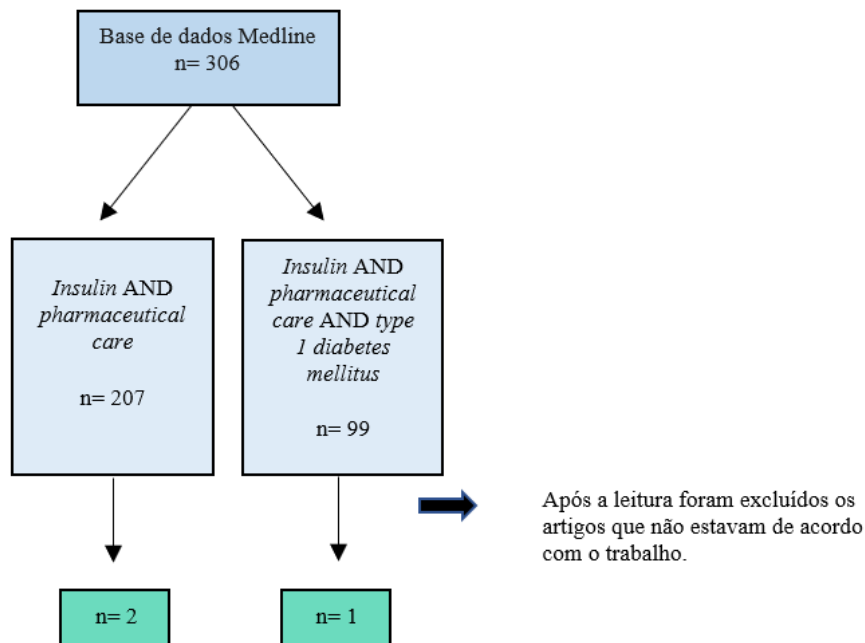 Base de dados Medline
n= 306
Insulin AND
pharmaceutical
care
n= 207
Insulin AND
pharmaceutical
care AND type
1 diabetes
mellitus
n= 99
Após a leitura foram excluídos os
artigos que não estavam de acordo
com o trabalho.
n= 2
n= 1